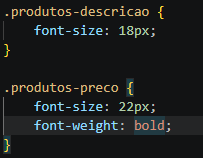 .produtos-descricao {
    font-size: 18px;
}

.produtos-preco {
    font-size: 22px;
    font-weight: bold;
}